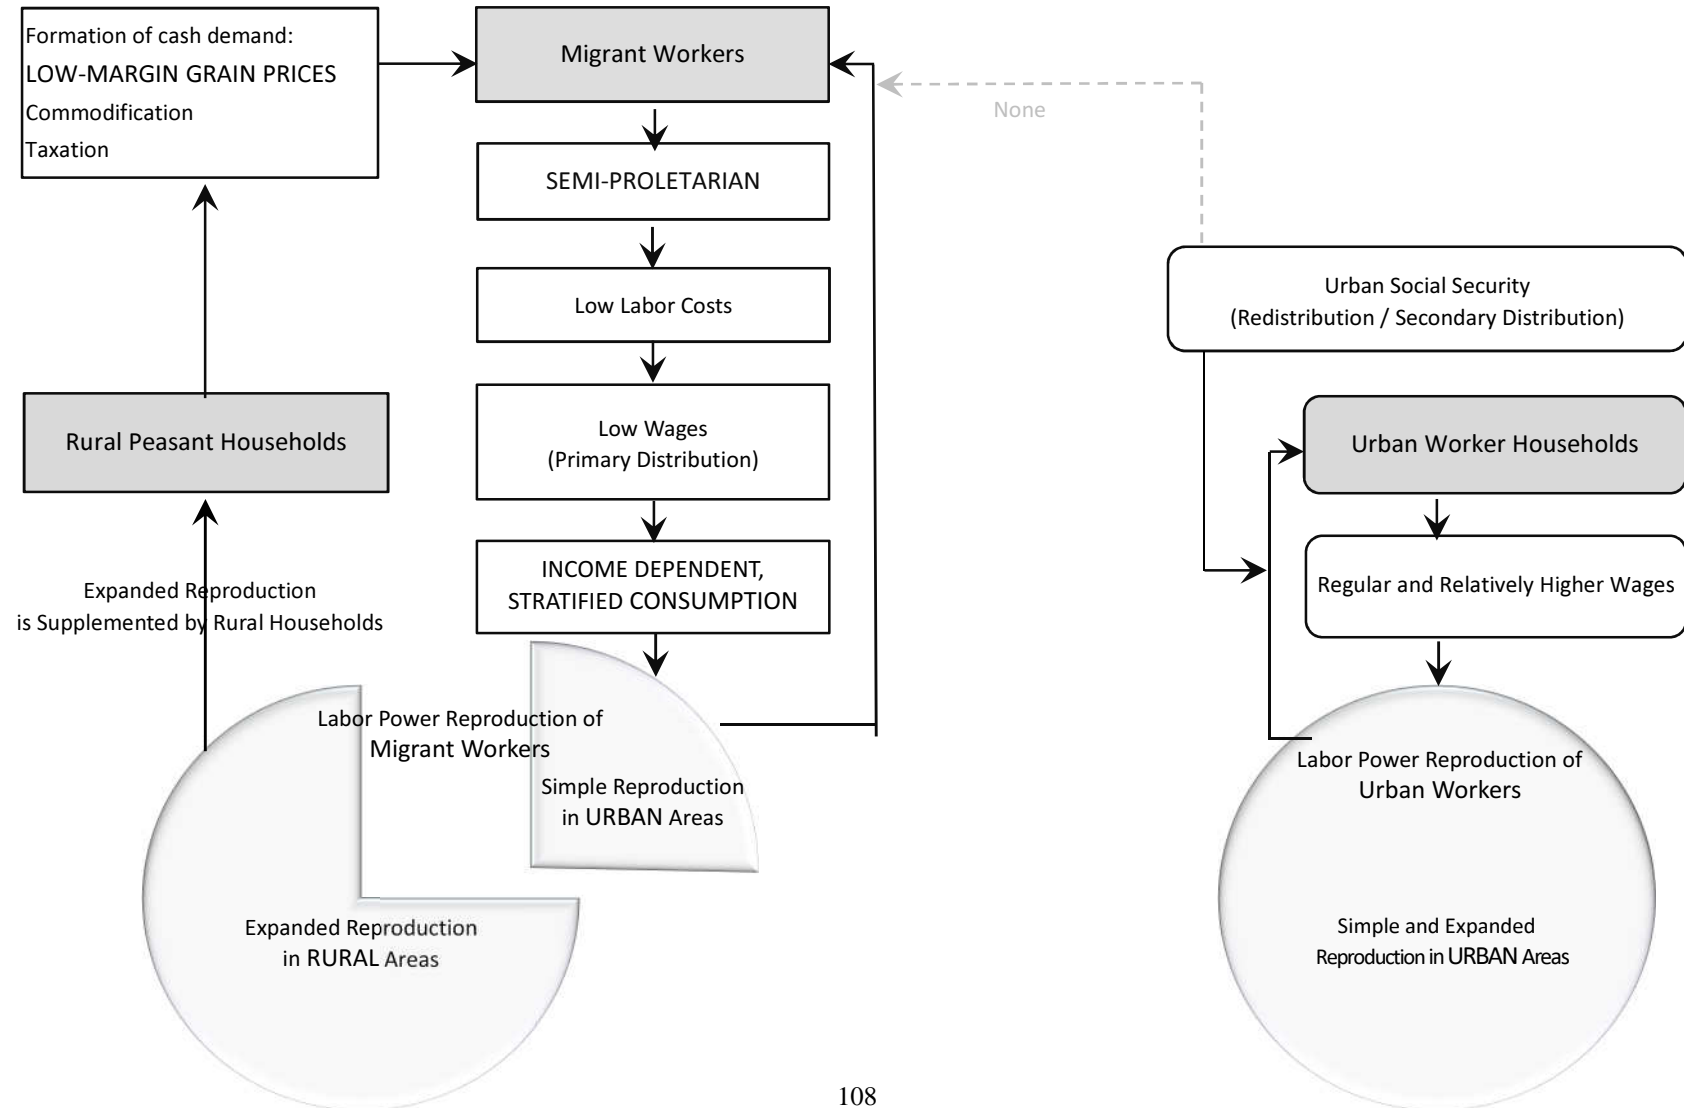 Formation of cash demand:
LOW-MARGIN GRAIN PRICES
Commodification
Taxation
Migrant Workers
None
SEMI-PROLETARIAN
Low Labor Costs
Urban Social Security
(Redistribution / Secondary Distribution)
Rural Peasant Households
Low Wages
(Primary Distribution)
Urban Worker Households
Expanded Reproduction
is Supplemented by Rural Households
INCOME DEPENDENT,
STRATIFIED CONSUMPTION
Regular and Relatively Higher Wages
Labor Power Reproduction of
Migrant Workers
Simple Reproduction
in URBAN Areas
Expanded Reproduction
in RURAL Areas
Labor Power Reproduction of
Urban Workers
Simple and Expanded
Reproduction in URBAN Areas
108